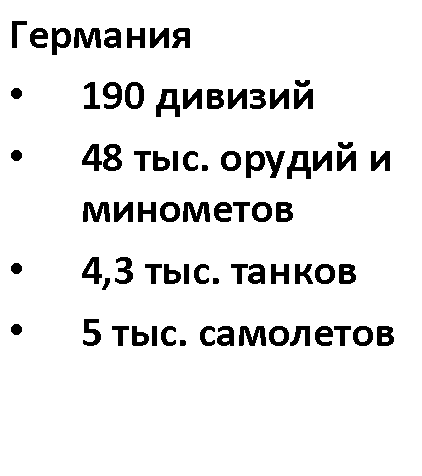 Германия
• 190 дивизий
• 48 тыс. орудий и
минометов
• 4,3 тыс. танков
• 5 тыс. самолетов